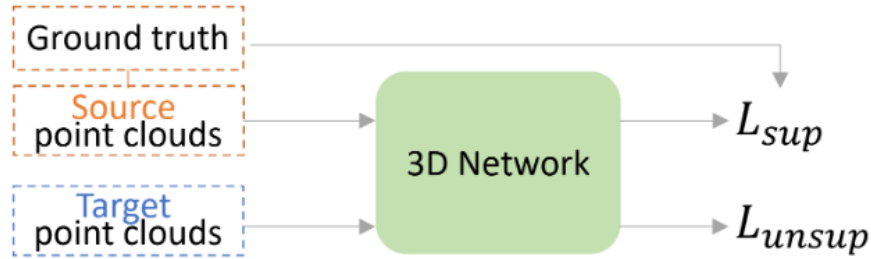 Ground truth
Source
point clouds
3D Network
L_sup
Target
point clouds
L_unsup